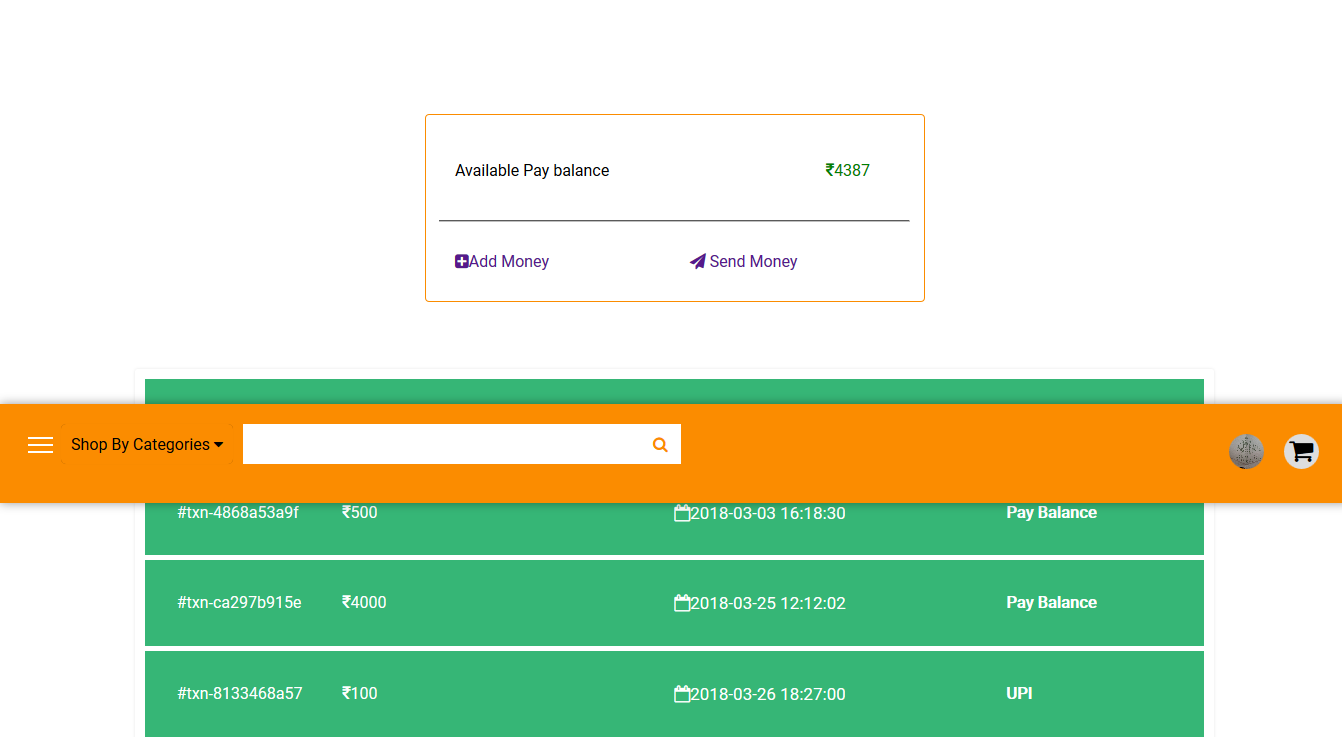 Available Pay balance ₹4387
Add Money Send Money
Shop By Categories
#txn-4868a53a9f ₹500 2018-03-03 16:18:30 Pay Balance
#txn-ca297b915e ₹4000 2018-03-25 12:12:02 Pay Balance
#txn-8133468a57 ₹100 2018-03-26 18:27:00 UPI